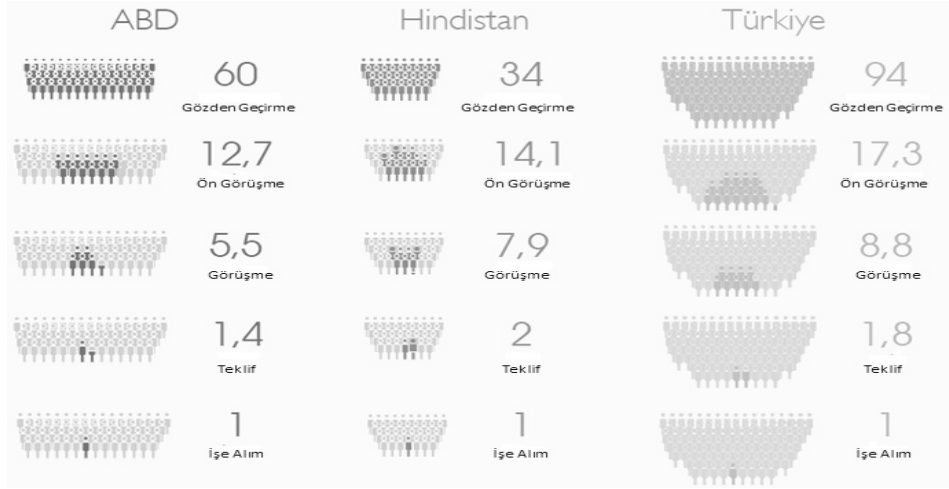 ABD
Hindistan
Türkiye
60
Gözden Geçirme
34
Gözden Geçirme
94
Gözden Geçirme
12,7
Ön Görüşme
14,1
Ön Görüşme
17,3
Ön Görüşme
5,5
Görüşme
7,9
Görüşme
8,8
Görüşme
1,4
Teklif
2
Teklif
1,8
Teklif
1
İşe Alım
1
İşe Alım
1
İşe Alım